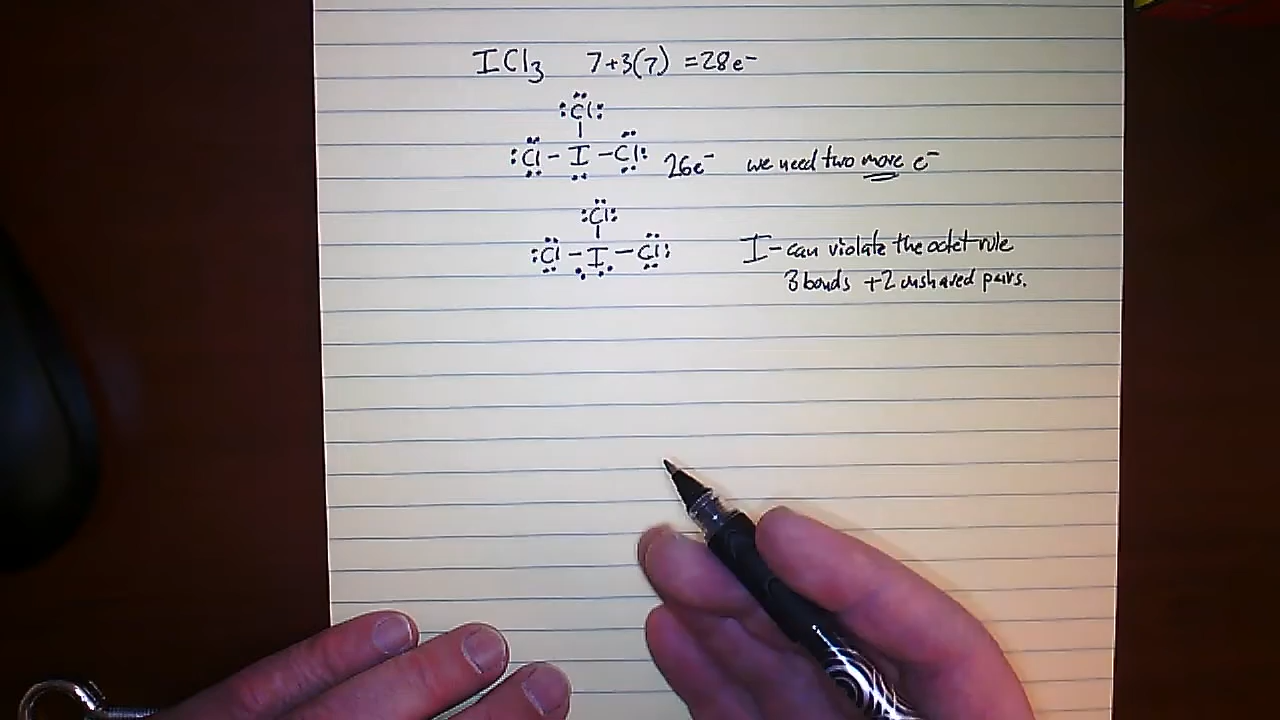 ICl3 7+3(7) =28e-
:Cl:
:Cl - I - Cl: 26e- we need two more e-
:Cl:
:Cl - I - Cl: I - can violate the octet rule
3 bonds + 2 unshared pairs.